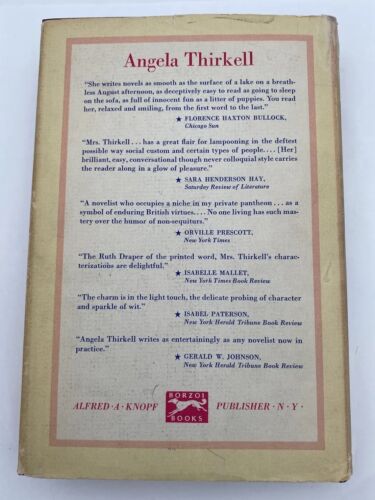 Angela Thirkell
"She writes novels as smooth as the surface of a lake on a breath-
less August afternoon, as deceptively easy to read as going to sleep
on the sofa, as full of innocent fun as a litter of puppies. You read
her, relaxed and smiling, from the first word to the last."
★ FLORENCE HAXTON BULLOCK,
Chicago Sun
"Mrs. Thirkell . . . has a great flair for lampooning in the deftest
possible way social custom and certain types of people. . . . [Her]
brilliant, easy, conversational though never colloquial style carries
the reader along in a glow of pleasure."
★ SARA HENDERSON HAY,
Saturday Review of Literature
"A novelist who occupies a niche in my private pantheon . . . as a
symbol of enduring British virtues. . . . No one living has such mas-
tery over the humor of non-sequiturs."
★ ORVILLE PRESCOTT,
New York Times
"The Ruth Draper of the printed word, Mrs. Thirkell's charac-
terizations are delightful."
★ ISABELLE MALLET,
New York Times Book Review
"The charm is in the light touch, the delicate probing of character
and sparkle of wit."
★ ISABEL PATERSON,
New York Herald Tribune Book Review
"Angela Thirkell writes as entertainingly as any novelist now
in practice."
★ GERALD W. JOHNSON,
New York Herald Tribune Book Review
ALFRED · A · KNOPF
BORZOI
BOOKS
PUBLISHER · N · Y ·